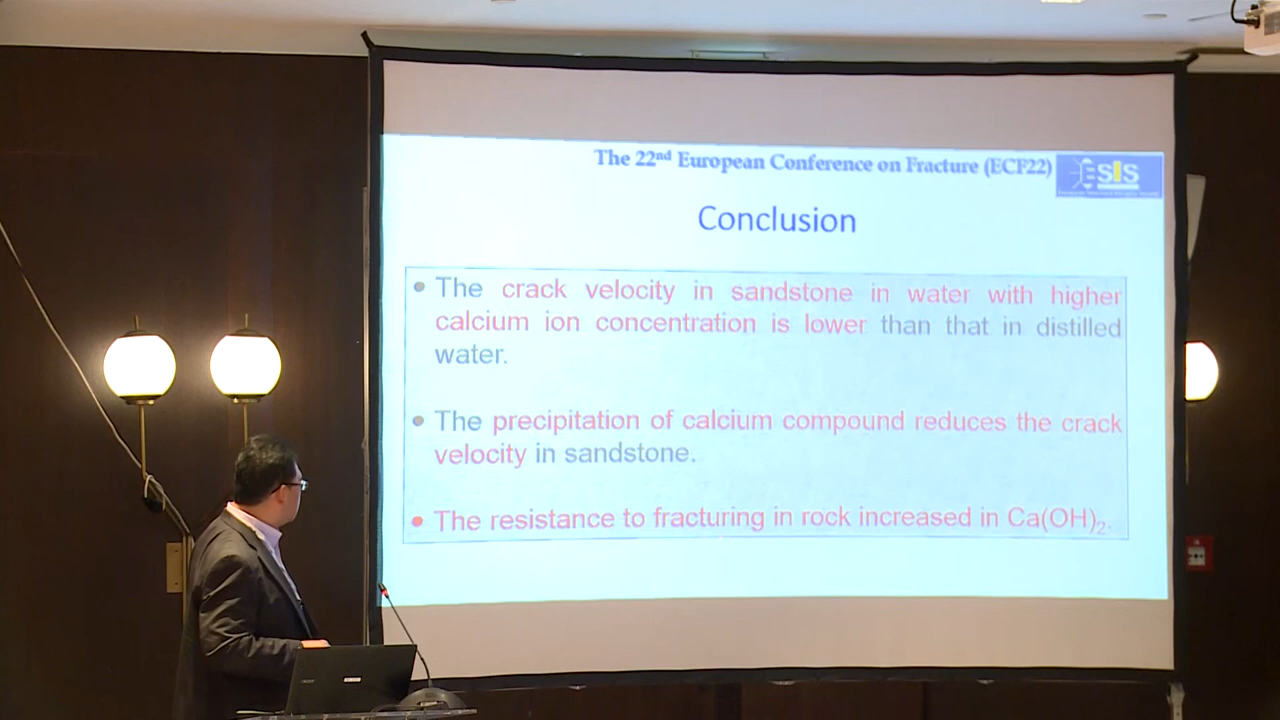 The 22nd European Conference on Fracture (ECF22)
ESIS
Conclusion
• The crack velocity in sandstone in water with higher
calcium ion concentration is lower than that in distilled
water.
• The precipitation of calcium compound reduces the crack
velocity in sandstone.
• The resistance to fracturing in rock increased in Ca(OH)₂.